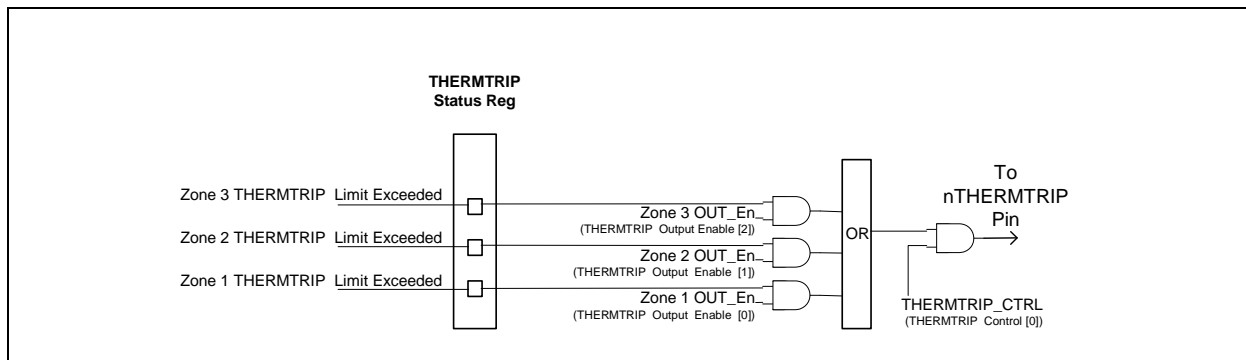 THERMTRIP
Status Reg
Zone 3 THERMTRIP Limit Exceeded
Zone 3 OUT_En
(THERMTRIP Output Enable [2])
Zone 2 THERMTRIP Limit Exceeded
Zone 2 OUT_En
(THERMTRIP Output Enable [1])
Zone 1 THERMTRIP Limit Exceeded
Zone 1 OUT_En
(THERMTRIP Output Enable [0])
OR
To
nTHERMTRIP
Pin
THERMTRIP_CTRL
(THERMTRIP Control [0])